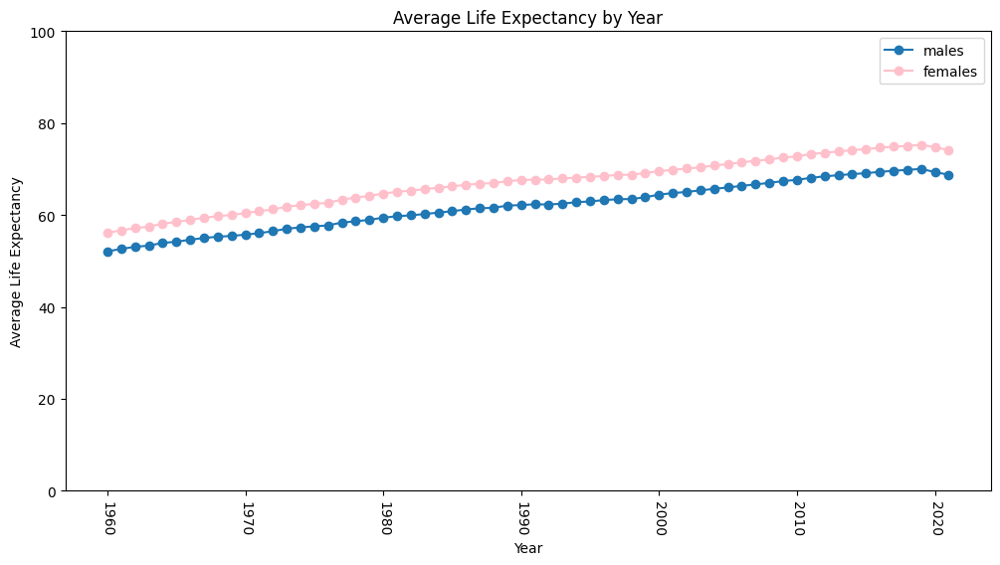 Average Life Expectancy by Year
males
females
Average Life Expectancy
100
80
60
40
20
0
1960
1970
1980
1990
2000
2010
2020
Year